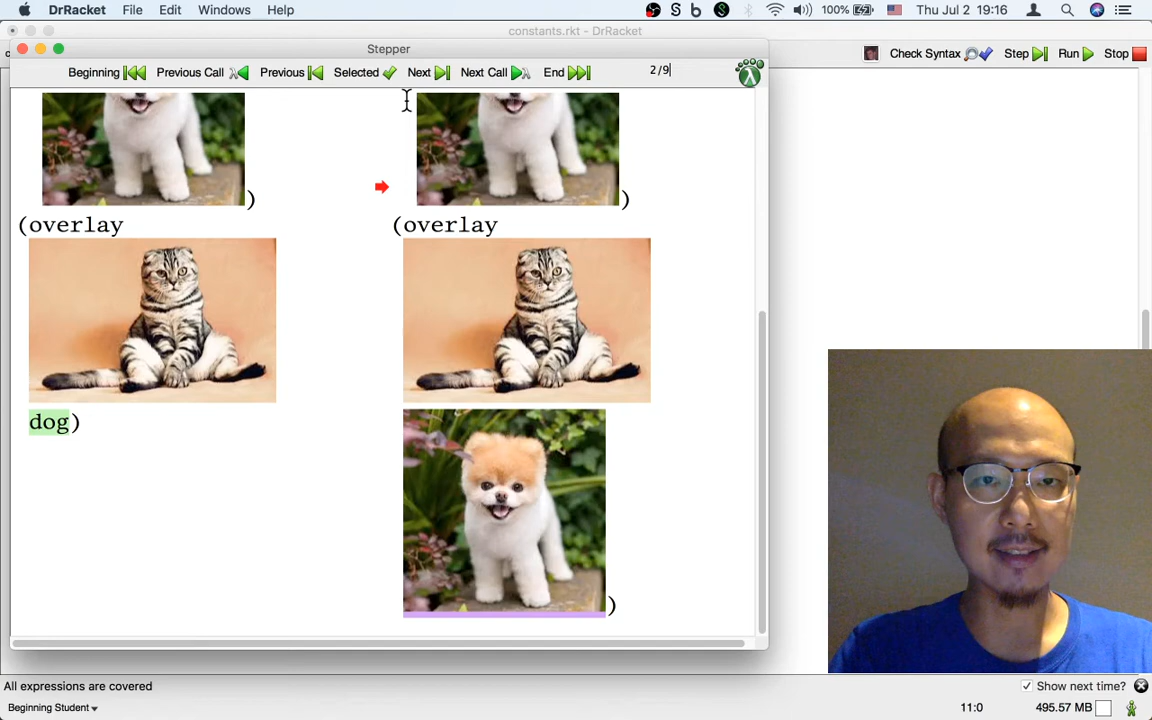 DrRacket File Edit Windows Help 100% Thu Jul 2 19:16
constants.rkt - DrRacket
Stepper
Check Syntax Step Run Stop
Beginning Previous Call Previous Selected Next Next Call End 2/9
) )
(overlay (overlay
dog)
)
All expressions are covered Show next time?
Beginning Student 11:0 495.57 MB